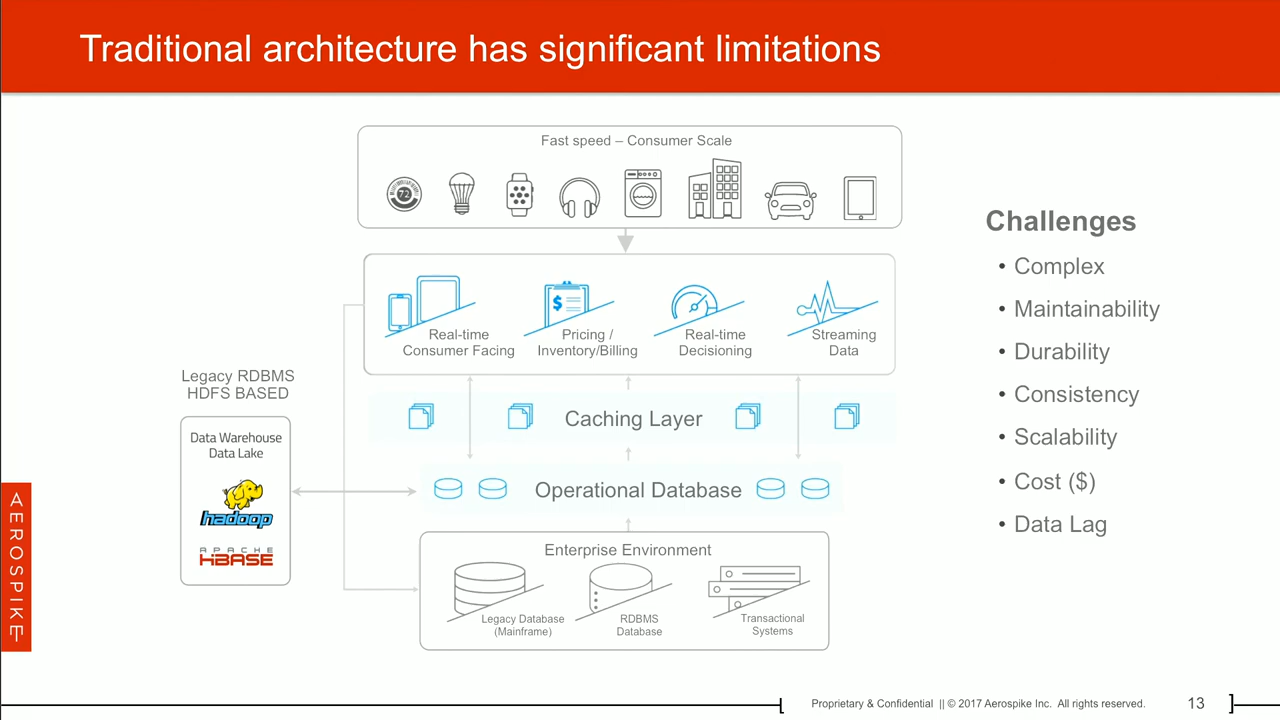 Traditional architecture has significant limitations
Fast speed – Consumer Scale
72
$
Real-time
Consumer Facing
Pricing /
Inventory/Billing
Real-time
Decisioning
Streaming
Data
Legacy RDBMS
HDFS BASED
Data Warehouse
Data Lake
hadoop
APACHE
HBASE
Caching Layer
Operational Database
Enterprise Environment
Legacy Database
(Mainframe)
RDBMS
Database
Transactional
Systems
Challenges
• Complex
• Maintainability
• Durability
• Consistency
• Scalability
• Cost ($)
• Data Lag
AEROSPIKE
Proprietary & Confidential || © 2017 Aerospike Inc. All rights reserved.
13